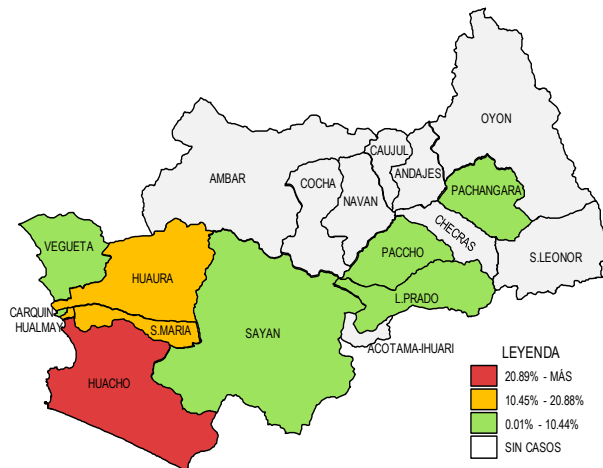 OYON
CAUJUL
ANDAJES
AMBAR
COCHA
NAVAN
PACHANGARA
CHECRAS
VEGUETA
PACCHO
S.LEONOR
HUAURA
L.PRADO
CARQUIN
HUALMAY
S.MARIA
SAYAN
ACOTAMA-IHUARI
HUACHO
LEYENDA
20.89% - MÁS
10.45% - 20.88%
0.01% - 10.44%
SIN CASOS